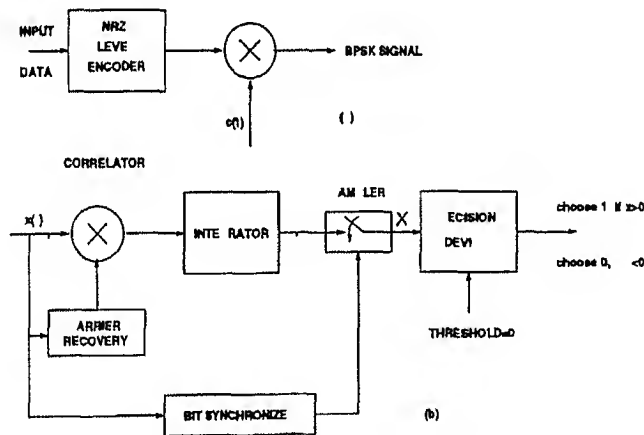 INPUT
DATA
NRZ
LEVE
ENCODER
BPSK SIGNAL
c(t)
( )
CORRELATOR
x( )
INTE RATOR
AM LER
X
ECISION
DEVI
choose 1 if x>0
choose 0, <0
ARRIER
RECOVERY
THRESHOLD=0
BIT SYNCHRONIZE
(b)